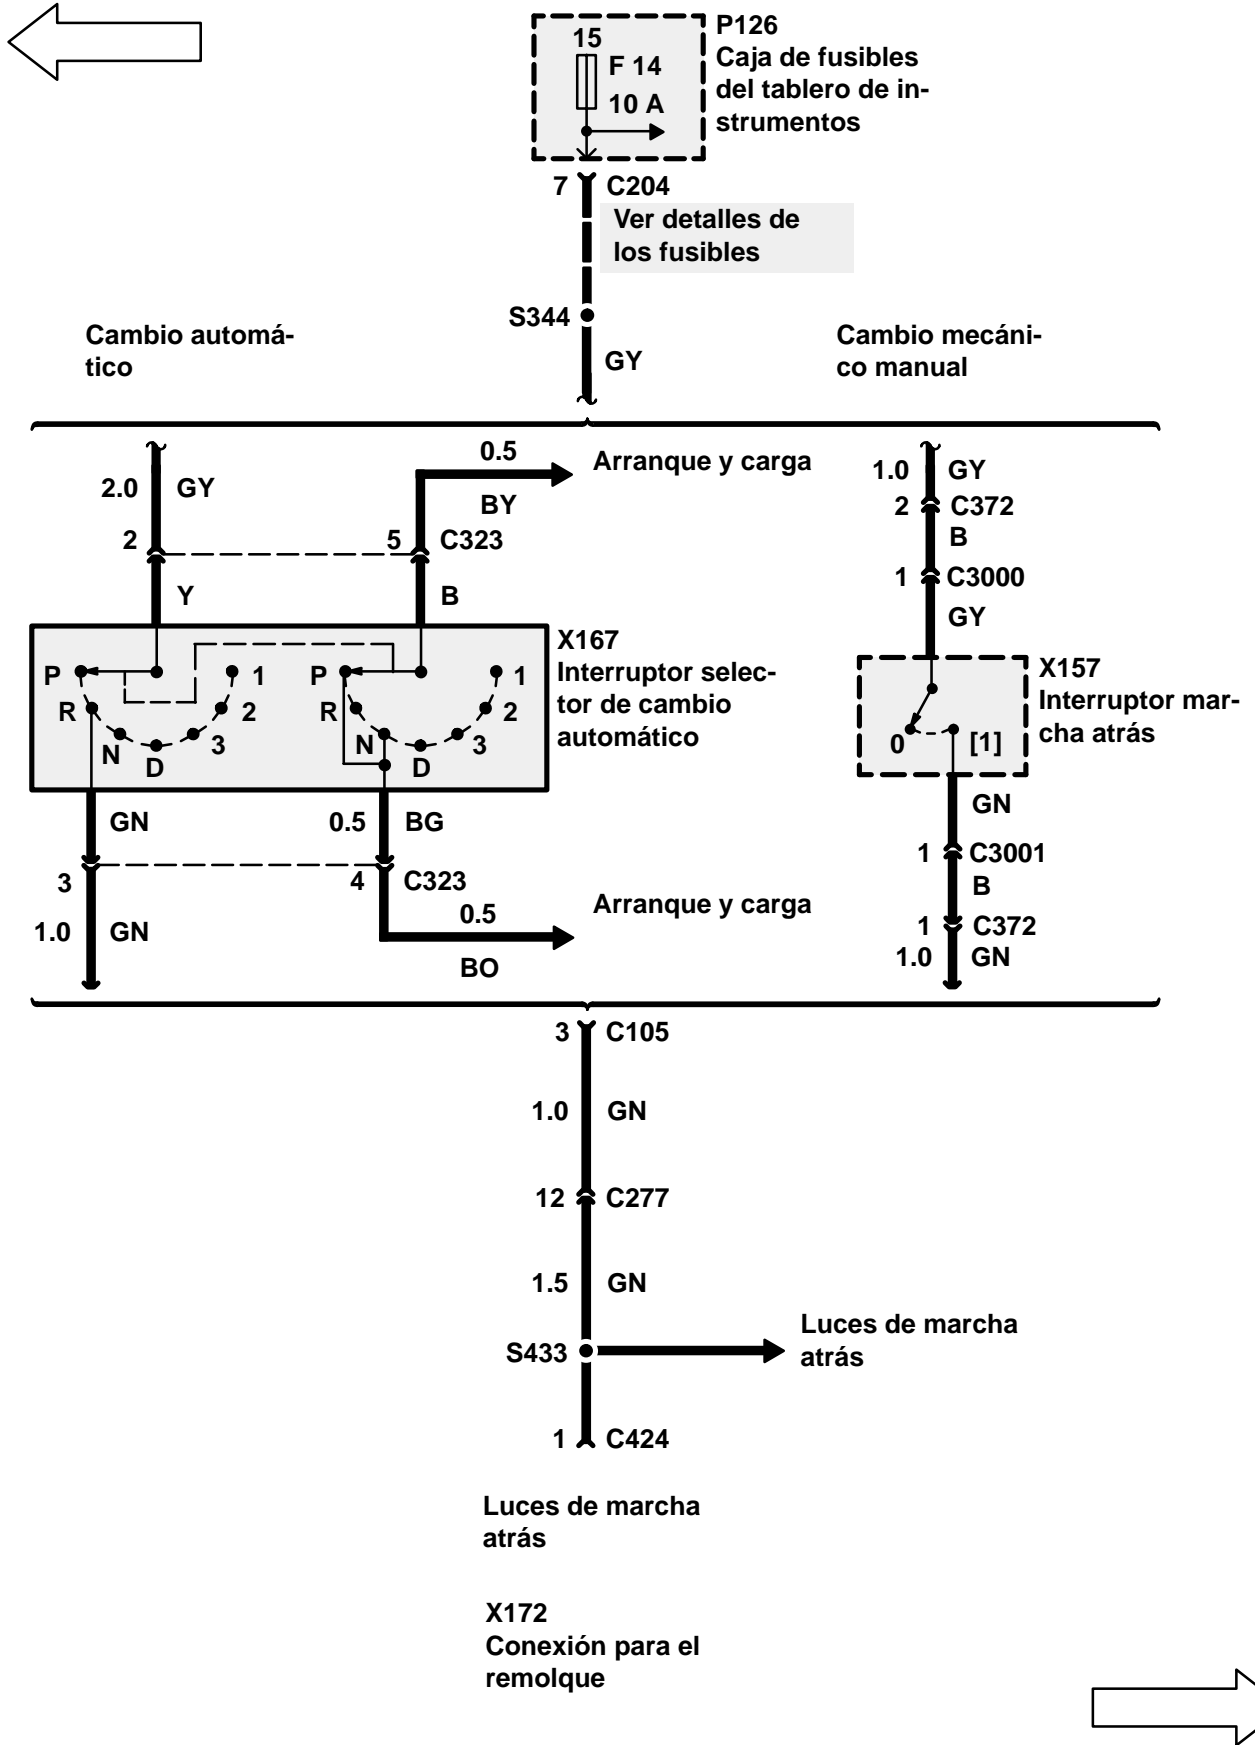 P126
Caja de fusibles
del tablero de in-
strumentos
15
F 14
10 A
7 C204
Ver detalles de
los fusibles
S344
GY
Cambio automá-
tico
Cambio mecáni-
co manual
2.0 GY
0.5
BY
Arranque y carga
2
5 C323
Y
B
1.0 GY
2 C372
B
1 C3000
GY
X167
Interruptor selec-
tor de cambio
automático
P R N D 3 2 1
P R N D 3 2 1
X157
Interruptor mar-
cha atrás
0 [1]
GN
0.5 BG
3
4 C323
1.0 GN
0.5
BO
Arranque y carga
GN
1 C3001
B
1 C372
1.0 GN
3 C105
1.0 GN
12 C277
1.5 GN
S433
Luces de marcha
atrás
1 C424
Luces de marcha
atrás
X172
Conexión para el
remolque